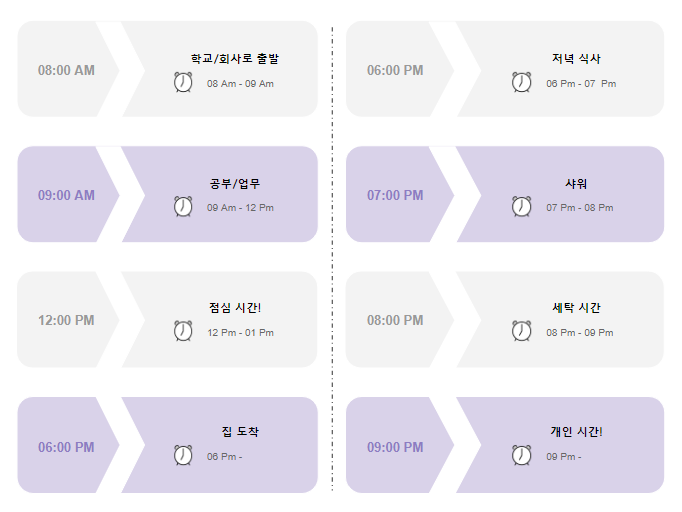 08:00 AM
학교/회사로 출발
08 Am - 09 Am
09:00 AM
공부/업무
09 Am - 12 Pm
12:00 PM
점심 시간!
12 Pm - 01 Pm
06:00 PM
집 도착
06 Pm -
06:00 PM
저녁 식사
06 Pm - 07 Pm
07:00 PM
샤워
07 Pm - 08 Pm
08:00 PM
세탁 시간
08 Pm - 09 Pm
09:00 PM
개인 시간!
09 Pm -